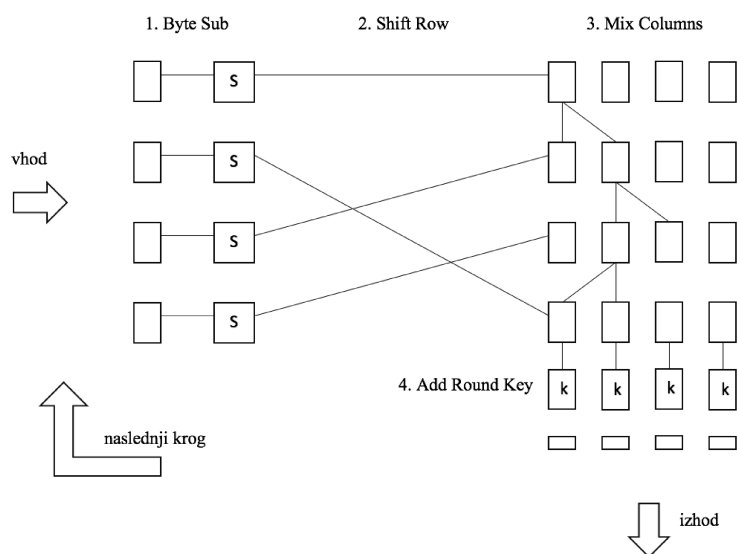 1. Byte Sub 2. Shift Row 3. Mix Columns
S
vhod
S
S
S
4. Add Round Key k k k k
naslednji krog
izhod